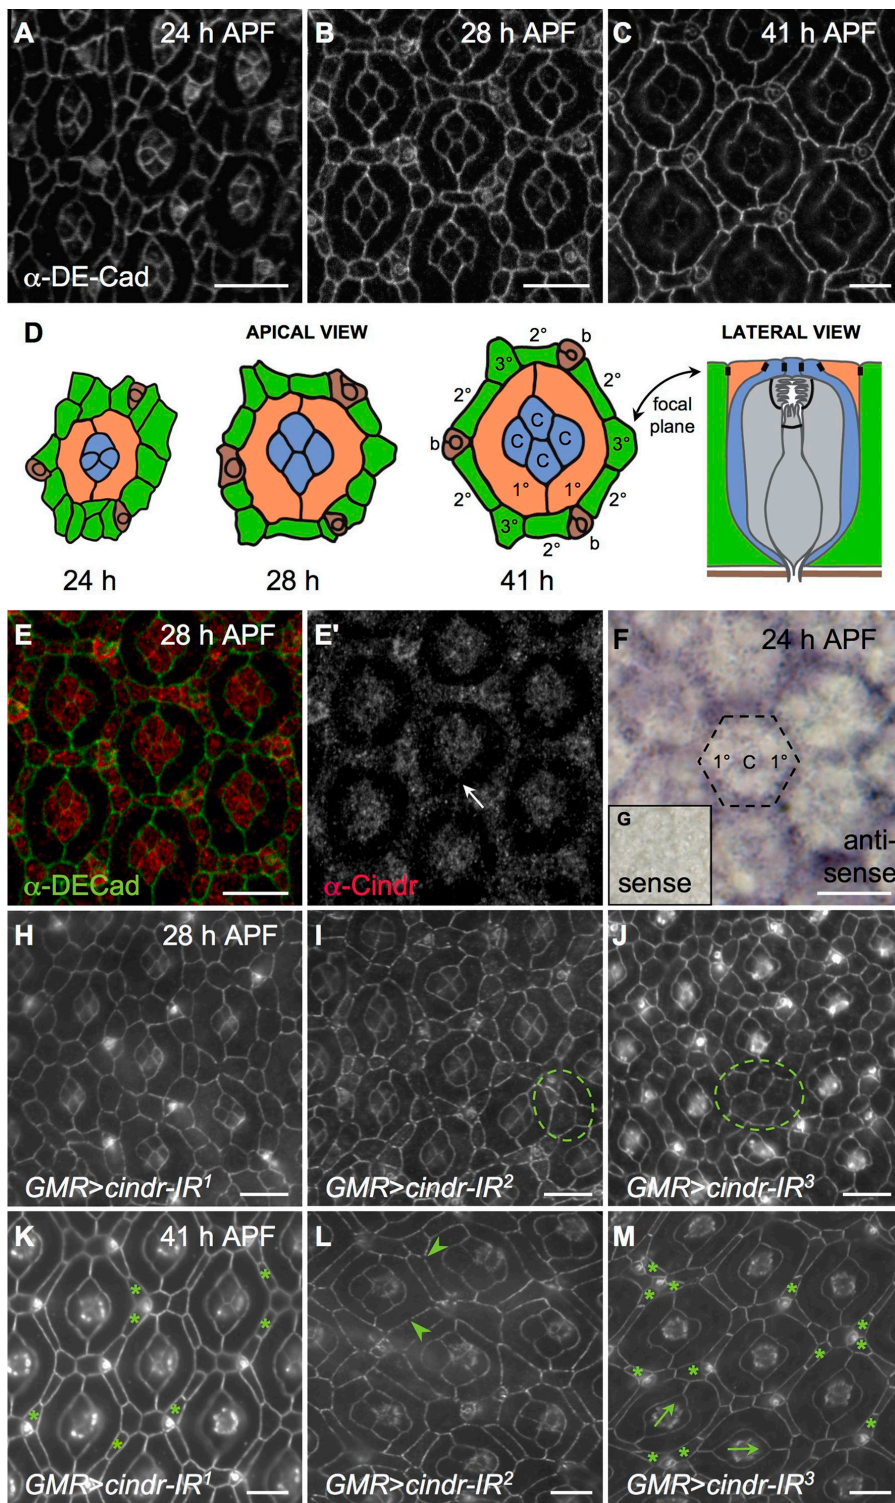 A 24 h APF
B 28 h APF
C 41 h APF
α-DE-Cad
D APICAL VIEW LATERAL VIEW
2° b
3°
2° 2°
focal plane
b C C C C 3°
1° 1°
2° 2°
3° 2° b
24 h 28 h 41 h
E 28 h APF
E'
F 24 h APF
1° C 1°
G
sense
anti-sense
α-DECad
α-Cindr
H 28 h APF
I
J
GMR>cindr-IR¹
GMR>cindr-IR²
GMR>cindr-IR³
K 41 h APF
L
M
* * * * * * *
* * * * * * * * * * * * *
GMR>cindr-IR¹
GMR>cindr-IR²
GMR>cindr-IR³